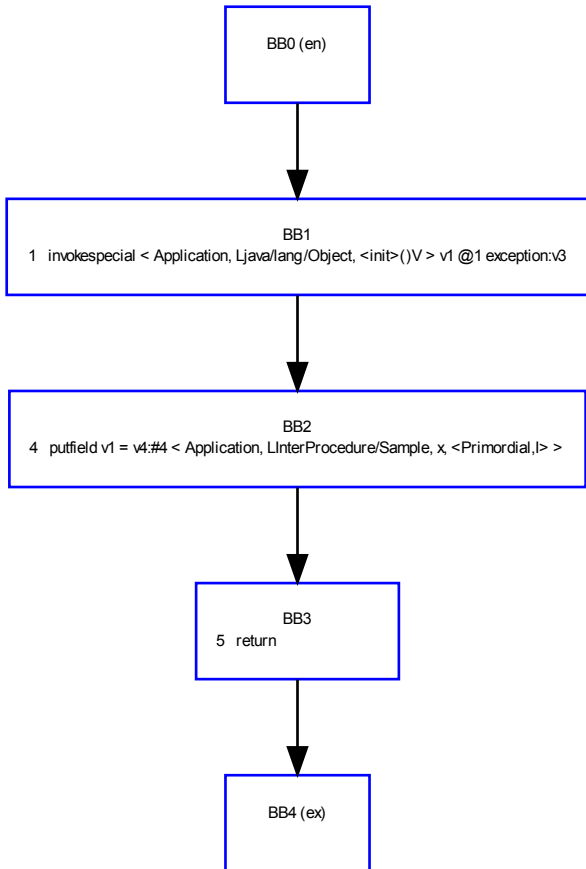 BB0 (en)
BB1
1 invokespecial < Application, Ljava/lang/Object, <init>()V > v1 @1 exception:v3
BB2
4 putfield v1 = v4:#4 < Application, LInterProcedure/Sample, x, <Primordial,I> >
BB3
5 return
BB4 (ex)